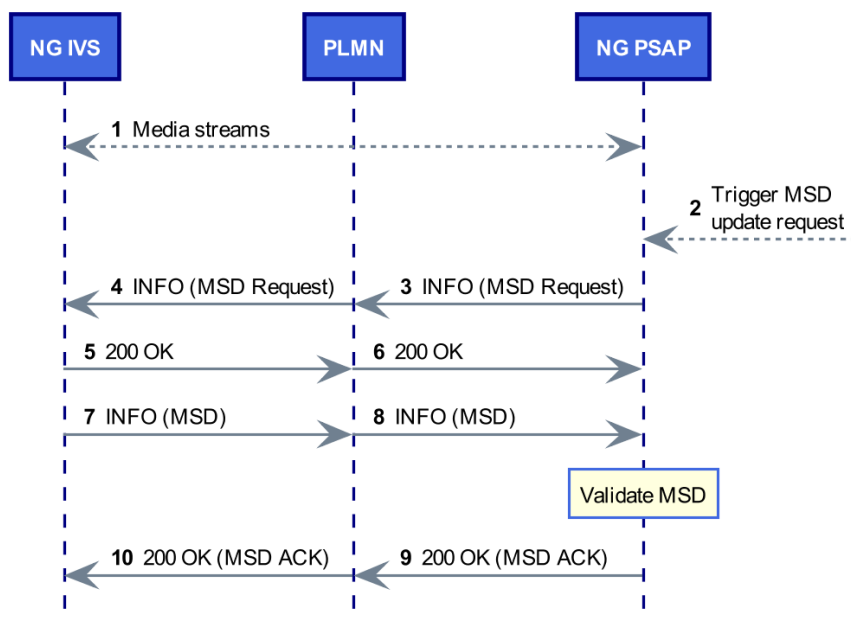 NG IVS
PLMN
NG PSAP
1 Media streams
2 Trigger MSD
update request
4 INFO (MSD Request)
3 INFO (MSD Request)
5 200 OK
6 200 OK
7 INFO (MSD)
8 INFO (MSD)
Validate MSD
10 200 OK (MSD ACK)
9 200 OK (MSD ACK)